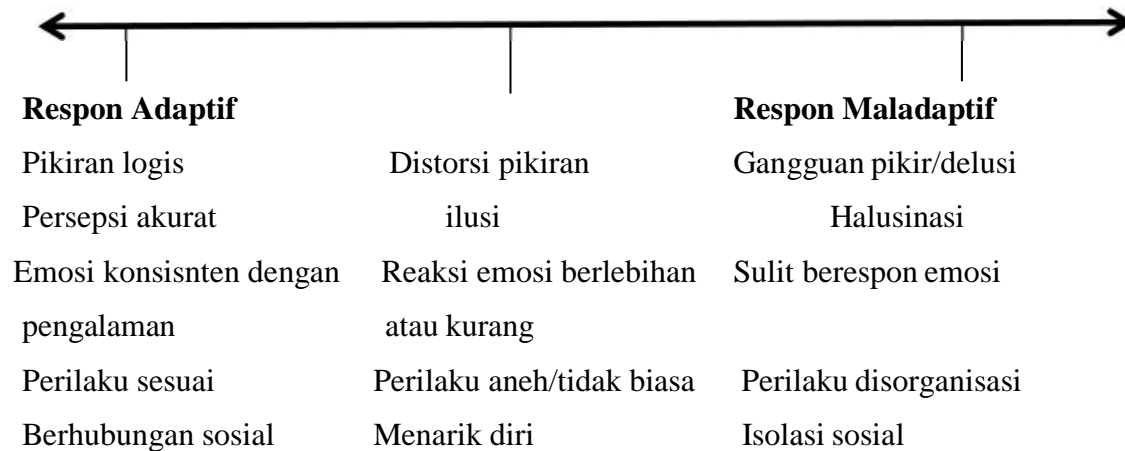 Respon Adaptif Respon Maladaptif
Pikiran logis Distorsi pikiran Gangguan pikir/delusi
Persepsi akurat ilusi Halusinasi
Emosi konsisnten dengan Reaksi emosi berlebihan Sulit berespon emosi
pengalaman atau kurang
Perilaku sesuai Perilaku aneh/tidak biasa Perilaku disorganisasi
Berhubungan sosial Menarik diri Isolasi sosial